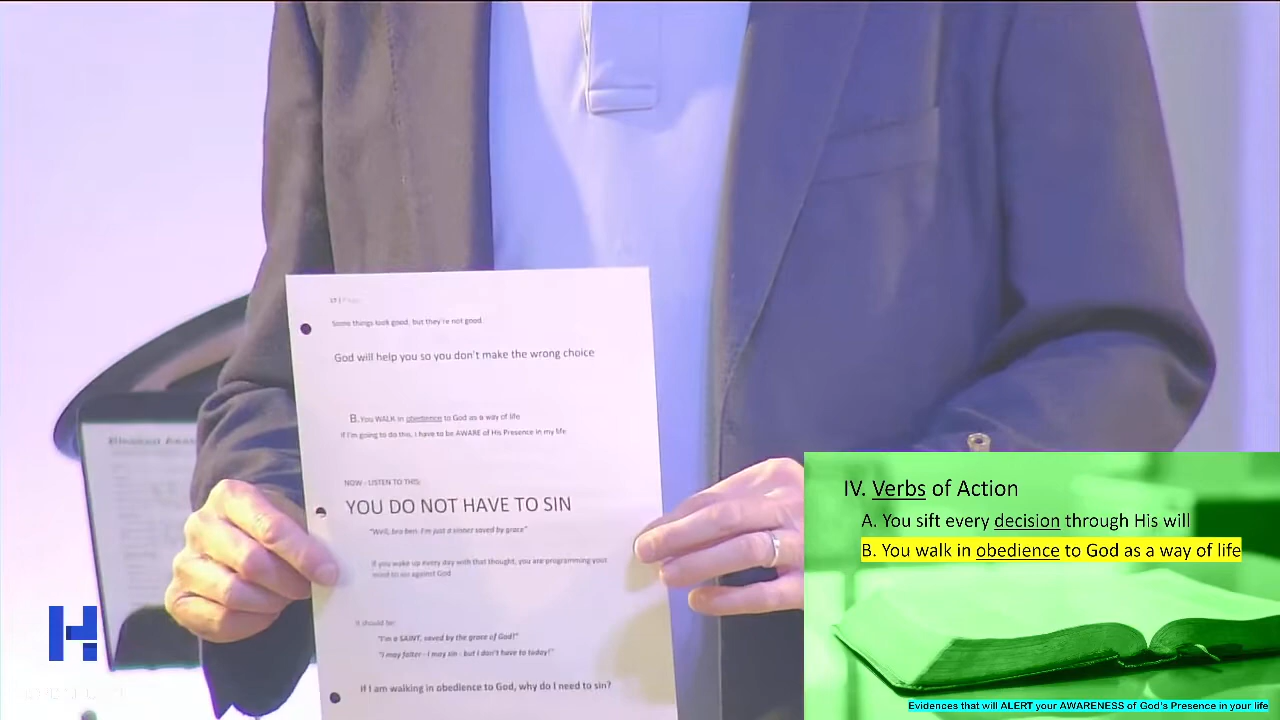 17 | Page
Some things look good, but they're not good.
God will help you so you don't make the wrong choice
B. You WALK in obedience to God as a way of life
If I'm going to do this, I have to be AWARE of His Presence in my life
NOW - LISTEN TO THIS:
YOU DO NOT HAVE TO SIN
"Well, bro ben: I'm just a sinner saved by grace"
If you wake up every day with that thought, you are programming your
mind to sin against God
It should be:
"I'm a SAINT, saved by the grace of God!"
"I may falter - I may sin - but I don't have to today!"
If I am walking in obedience to God, why do I need to sin?
H
IV. Verbs of Action
A. You sift every decision through His will
B. You walk in obedience to God as a way of life
Evidences that will ALERT your AWARENESS of God's Presence in your life